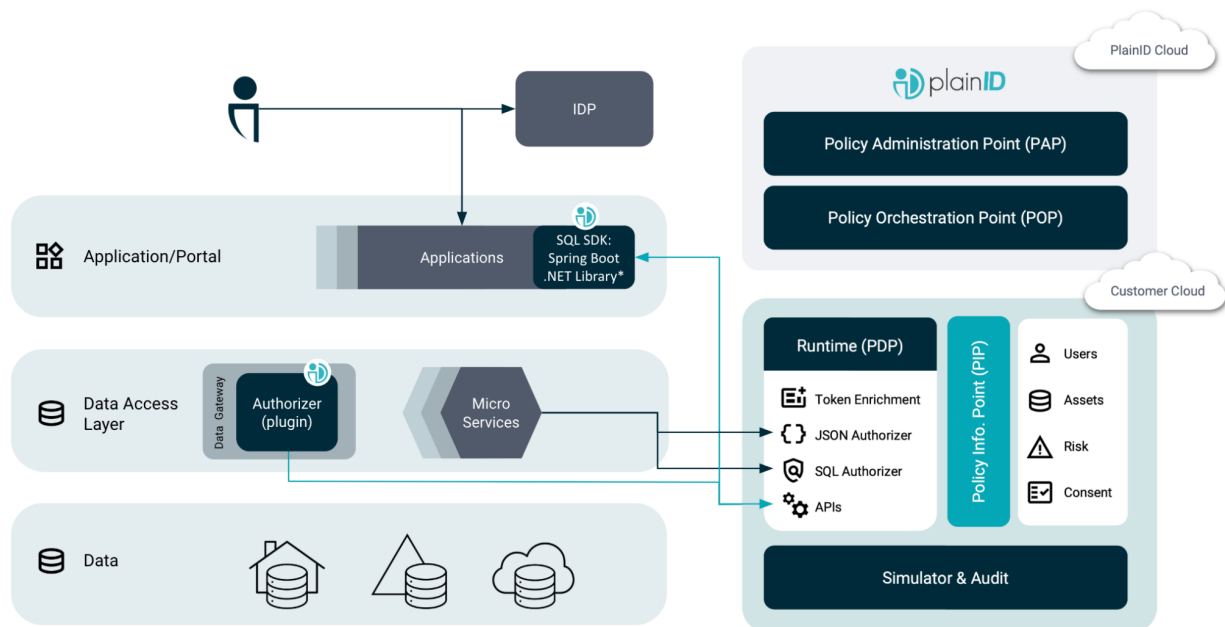 PlainID Cloud
plainID
IDP
Policy Administration Point (PAP)
Policy Orchestration Point (POP)
Application/Portal
Applications
SQL SDK:
Spring Boot
.NET Library*
Customer Cloud
Runtime (PDP)
Token Enrichment
JSON Authorizer
SQL Authorizer
APIs
Policy Info. Point (PIP)
Users
Assets
Risk
Consent
Data Access
Layer
Data Gateway
Authorizer
(plugin)
Micro
Services
Data
Simulator & Audit